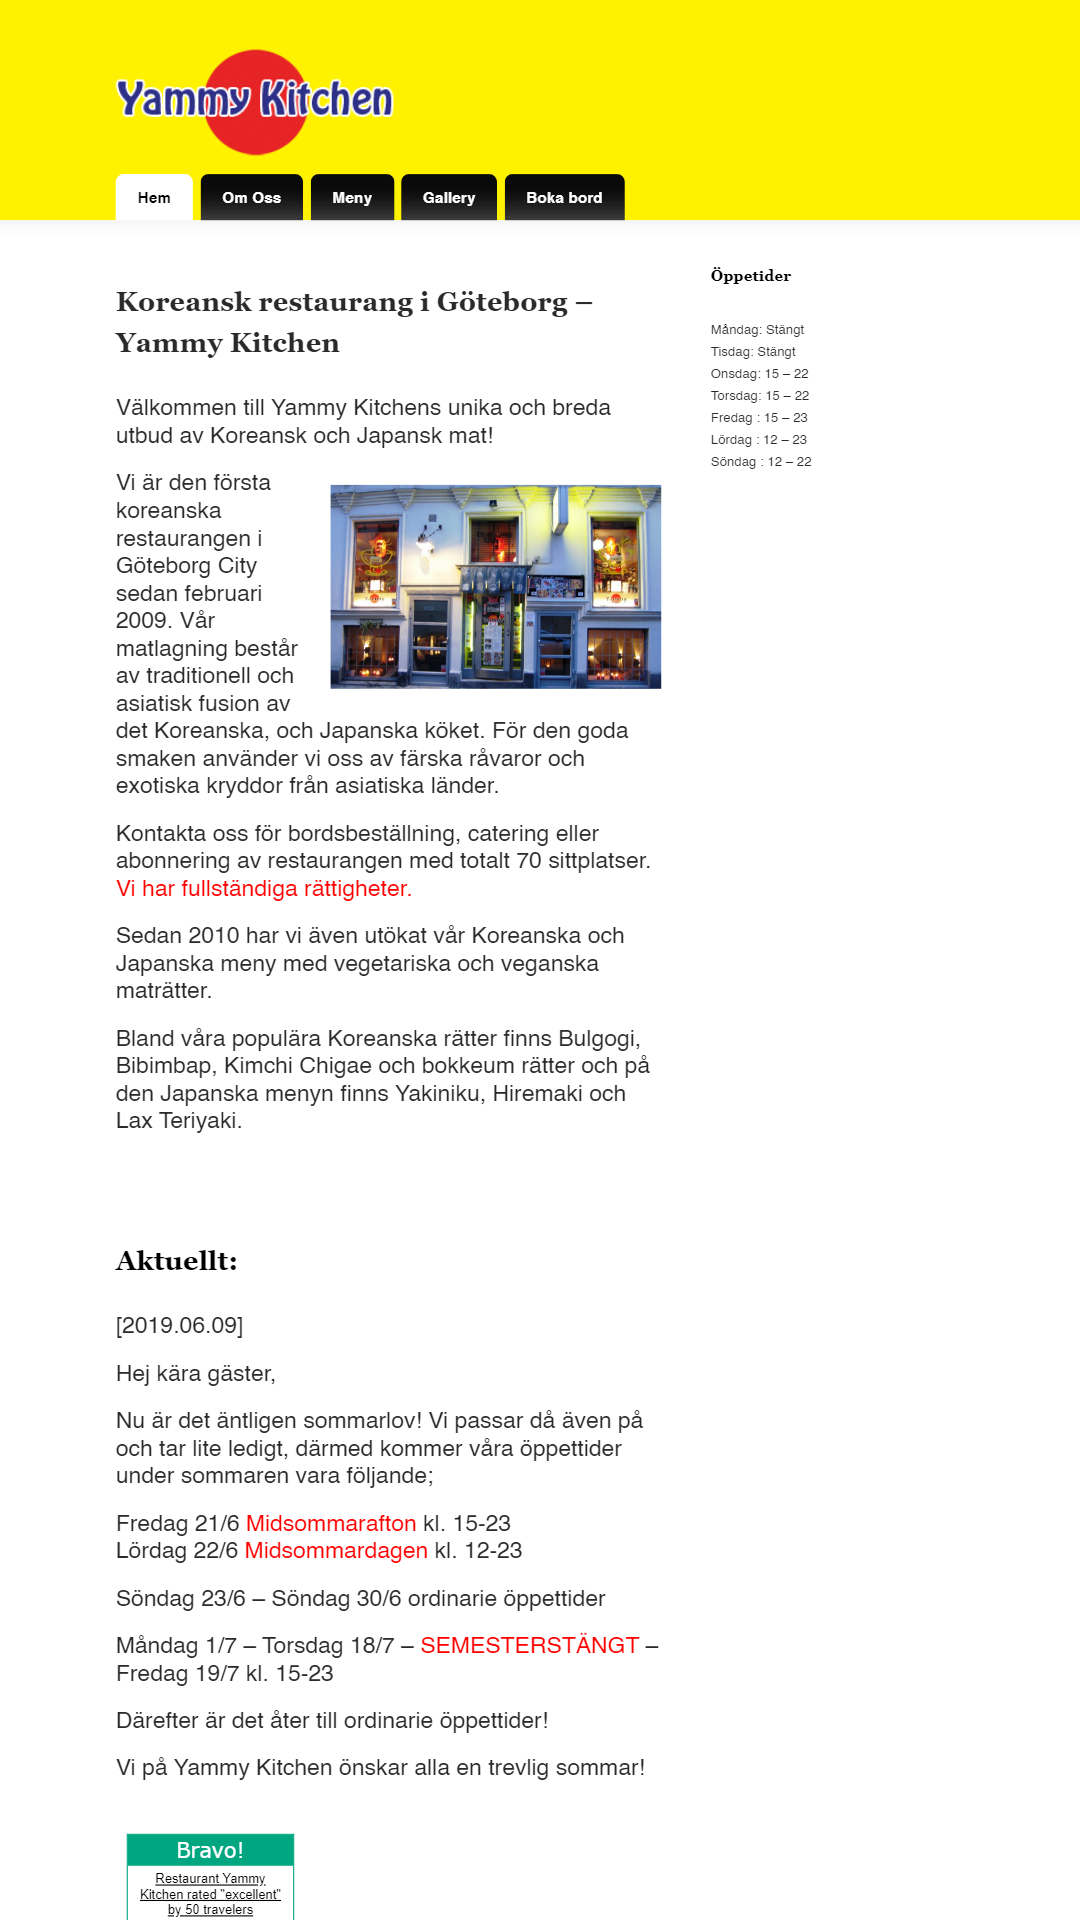 Yammy Kitchen
Hem
Om Oss
Meny
Gallery
Boka bord
Koreansk restaurang i Göteborg –
Yammy Kitchen
Välkommen till Yammy Kitchens unika och breda
utbud av Koreansk och Japansk mat!
Vi är den första
koreanska
restaurangen i
Göteborg City
sedan februari
2009. Vår
matlagning består
av traditionell och
asiatisk fusion av
det Koreanska, och Japanska köket. För den goda
smaken använder vi oss av färska råvaror och
exotiska kryddor från asiatiska länder.
Kontakta oss för bordsbeställning, catering eller
abonnering av restaurangen med totalt 70 sittplatser.
Vi har fullständiga rättigheter.
Sedan 2010 har vi även utökat vår Koreanska och
Japanska meny med vegetariska och veganska
maträtter.
Bland våra populära Koreanska rätter finns Bulgogi,
Bibimbap, Kimchi Chigae och bokkeum rätter och på
den Japanska menyn finns Yakiniku, Hiremaki och
Lax Teriyaki.
Aktuellt:
[2019.06.09]
Hej kära gäster,
Nu är det äntligen sommarlov! Vi passar då även på
och tar lite ledigt, därmed kommer våra öppettider
under sommaren vara följande;
Fredag 21/6 Midsommarafton kl. 15-23
Lördag 22/6 Midsommardagen kl. 12-23
Söndag 23/6 – Söndag 30/6 ordinarie öppettider
Måndag 1/7 – Torsdag 18/7 – SEMESTERSTÄNGT –
Fredag 19/7 kl. 15-23
Därefter är det åter till ordinarie öppettider!
Vi på Yammy Kitchen önskar alla en trevlig sommar!
Bravo!
Restaurant Yammy
Kitchen rated "excellent"
by 50 travelers
Öppetider
Måndag: Stängt
Tisdag: Stängt
Onsdag: 15 – 22
Torsdag: 15 – 22
Fredag : 15 – 23
Lördag : 12 – 23
Söndag : 12 – 22